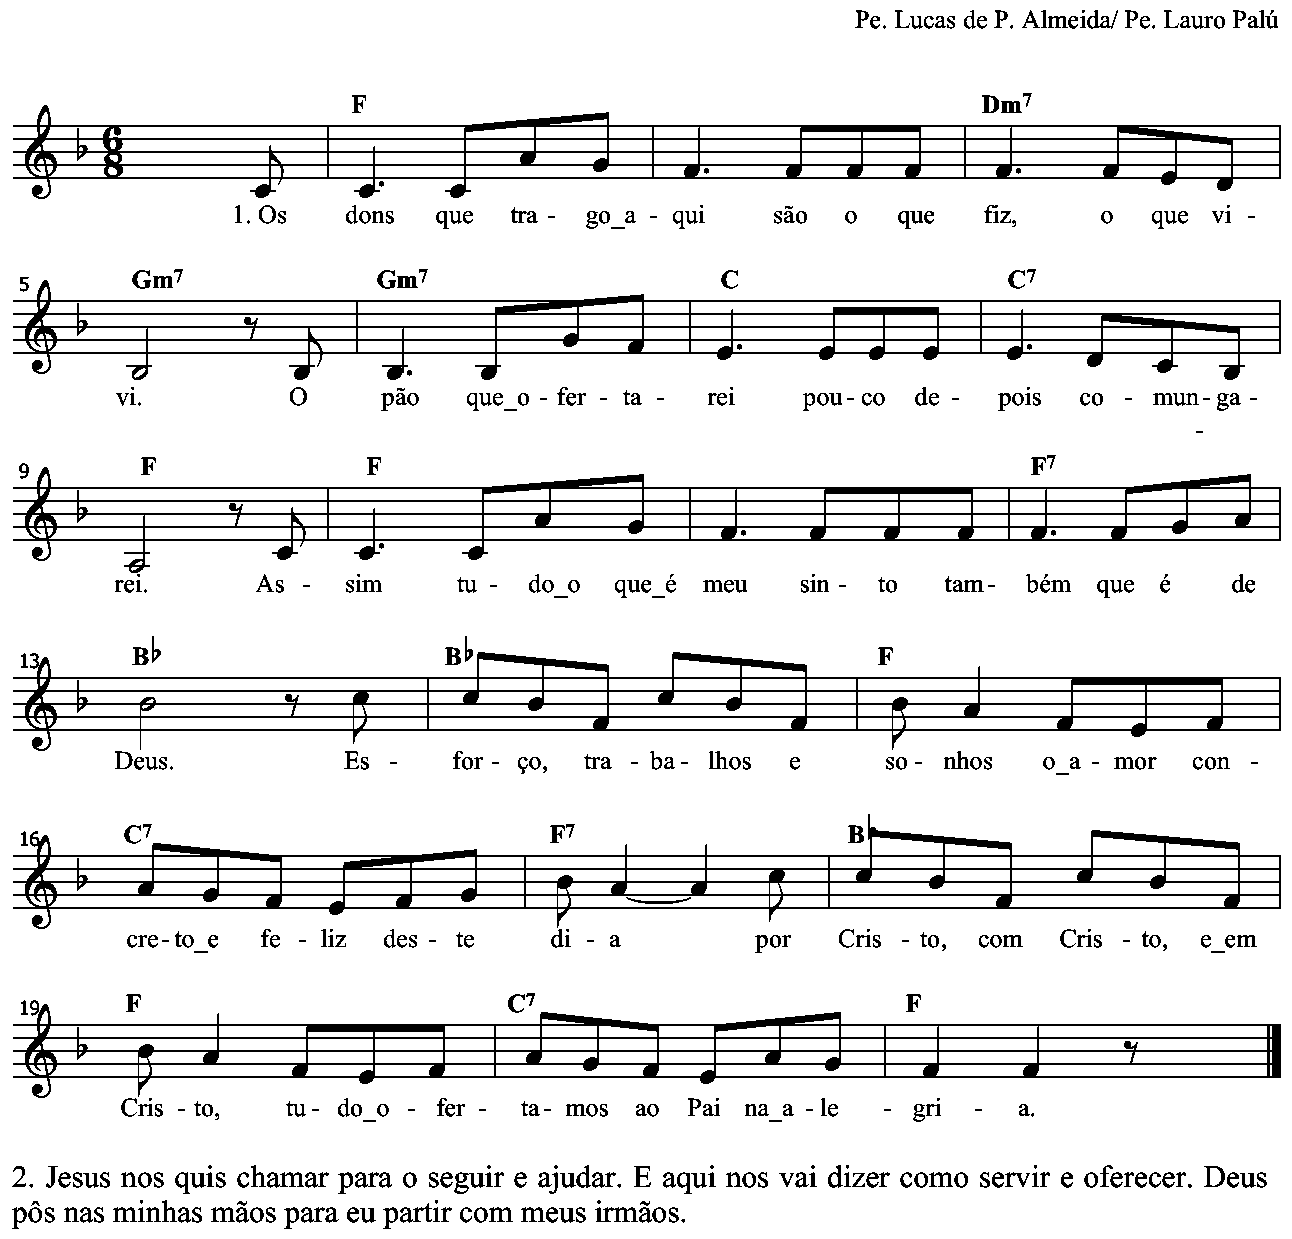 Pe. Lucas de P. Almeida/ Pe. Lauro Palú
F Dm7
6
8
1. Os dons que tra - go_a - qui são o que fiz, o que vi -
5 Gm7 Gm7 C C7
vi. O pão que_o - fer - ta - rei pou - co de - pois co - mun - ga -
-
9 F F F7
rei. As - sim tu - do_o que_é meu sin - to tam - bém que é de
13 B♭ B♭ F
Deus. Es - for - ço, tra - ba - lhos e so - nhos o_a - mor con -
16 C7 F7 B♭
cre - to_e fe - liz des - te di - a por Cris - to, com Cris - to, e_em
19 F C7 F
Cris - to, tu - do_o - fer - ta - mos ao Pai na_a - le - gri - a.
2. Jesus nos quis chamar para o seguir e ajudar. E aqui nos vai dizer como servir e oferecer. Deus
pôs nas minhas mãos para eu partir com meus irmãos.